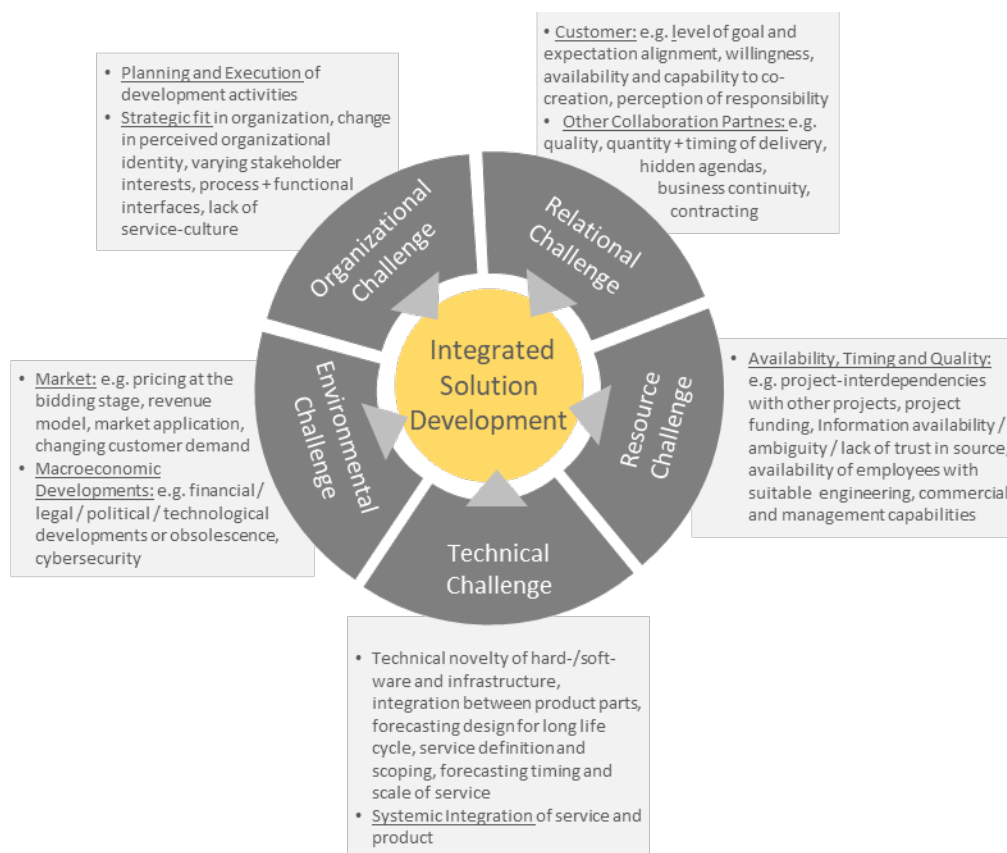 • Planning and Execution of
development activities
• Strategic fit in organization, change
in perceived organizational
identity, varying stakeholder
interests, process + functional
interfaces, lack of
service-culture
• Customer: e.g. level of goal and
expectation alignment, willingness,
availability and capability to co-
creation, perception of responsibility
• Other Collaboration Partnes: e.g.
quality, quantity + timing of delivery,
hidden agendas,
business continuity,
contracting
Organizational
Challenge
Relational
Challenge
Integrated
Solution
Development
Environmental
Challenge
Resource
Challenge
Technical
Challenge
• Market: e.g. pricing at the
bidding stage, revenue
model, market application,
changing customer demand
• Macroeconomic
Developments: e.g. financial /
legal / political / technological
developments or obsolescence,
cybersecurity
• Availability, Timing and Quality:
e.g. project-interdependencies
with other projects, project
funding, Information availability /
ambiguity / lack of trust in source,
availability of employees with
suitable engineering, commercial
and management capabilities
• Technical novelty of hard-/soft-
ware and infrastructure,
integration between product parts,
forecasting design for long life
cycle, service definition and
scoping, forecasting timing and
scale of service
• Systemic Integration of service and
product